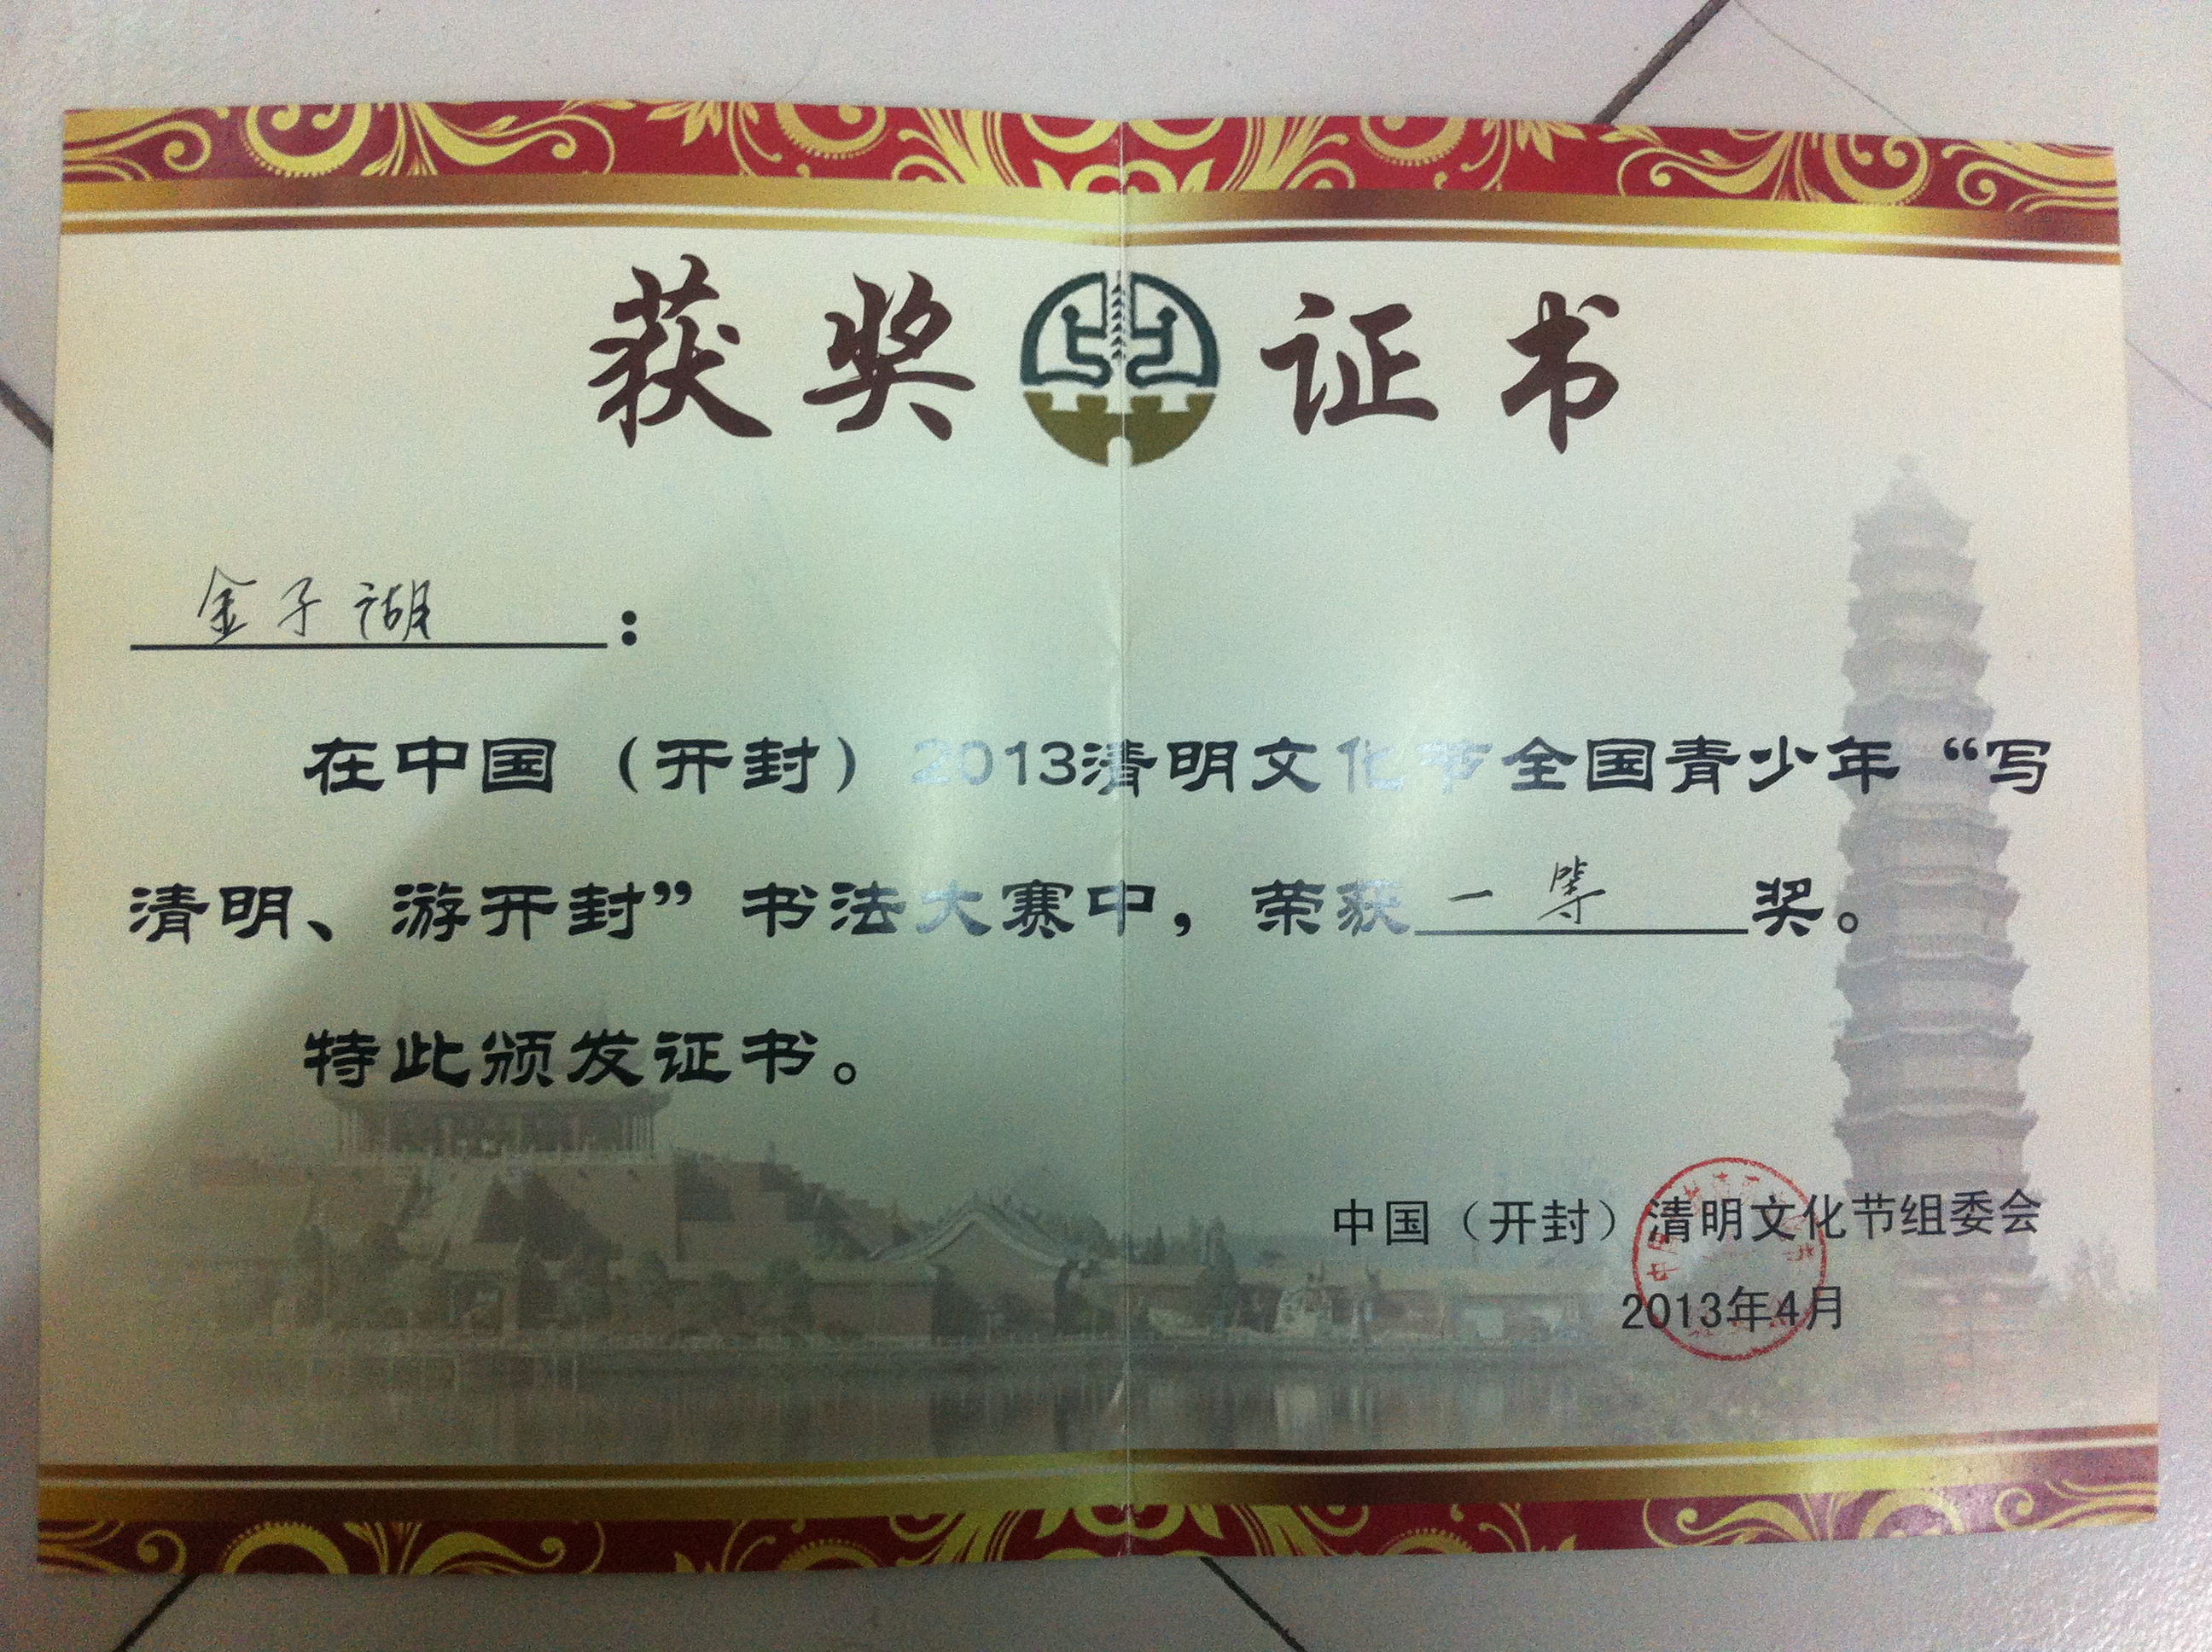 获奖证书
金子湖：
在中国（开封）2013清明文化节全国青少年“写
清明、游开封”书法大赛中，荣获一等奖。
特此颁发证书。
中国（开封）清明文化节组委会
2013年4月